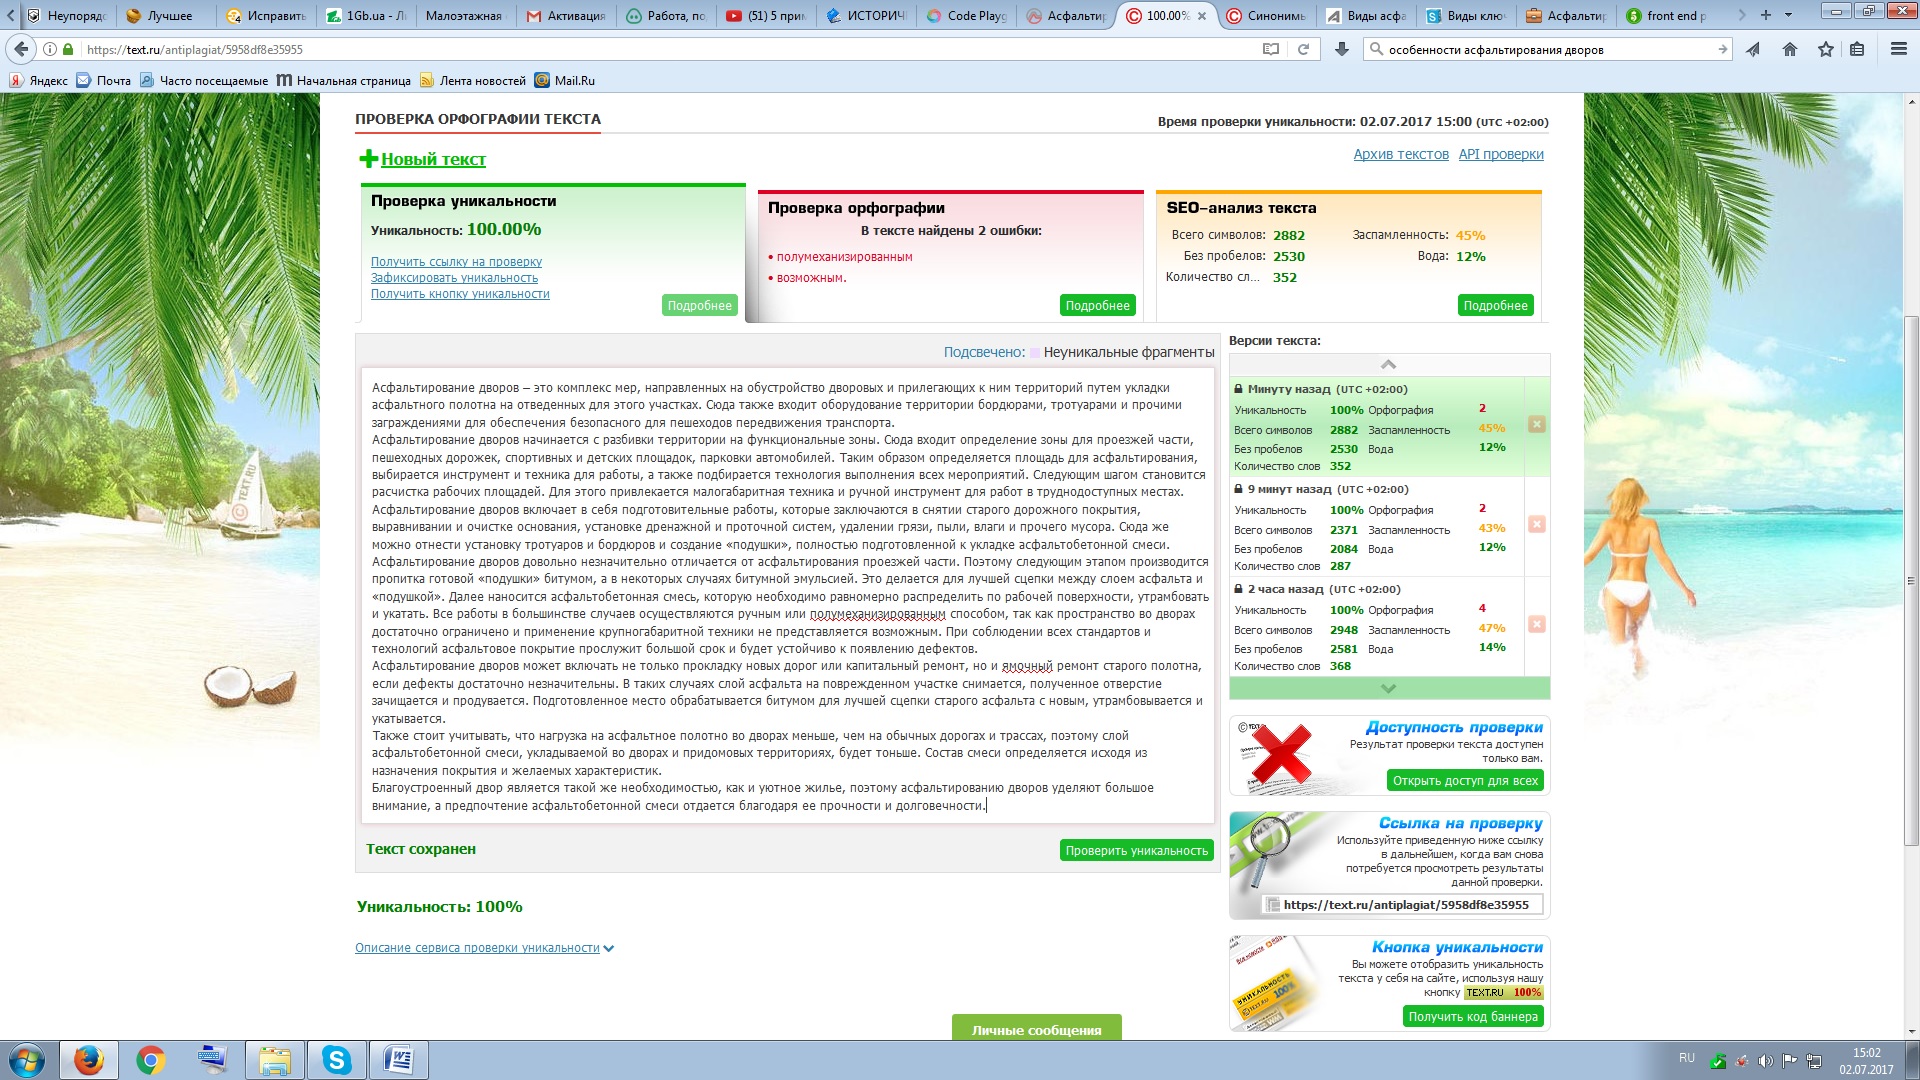 Неупорядс
Лучшее
Исправить
1Gb.ua - Ли
Малоэтажная
Активация
Работа, по
(51) 5 прим
ИСТОРИЧ
Code Playg
Асфальтир
100.00%
Синонимь
Виды асфа
Виды клю
Асфальтир
front end p
https://text.ru/antiplagiat/5958df8e35955
особенности асфальтирования дворов
Яндекс Почта Часто посещаемые Начальная страница Лента новостей Mail.Ru
ПРОВЕРКА ОРФОГРАФИИ ТЕКСТА
Время проверки уникальности: 02.07.2017 15:00 (UTC +02:00)
Новый текст
Архив текстов API проверки
Проверка уникальности
Уникальность: 100.00%
Получить ссылку на проверку
Зафиксировать уникальность
Получить кнопку уникальности
Подробнее
Проверка орфографии
В тексте найдены 2 ошибки:
• полумеханизированным
• возможным.
Подробнее
SEO-анализ текста
Всего символов: 2882 Заспамленность: 45%
Без пробелов: 2530 Вода: 12%
Количество сл... 352
Подробнее
Подсвечено: Неуникальные фрагменты
Асфальтирование дворов – это комплекс мер, направленных на обустройство дворовых и прилегающих к ним территорий путем укладки
асфальтного полотна на отведенных для этого участках. Сюда также входит оборудование территории бордюрами, тротуарами и прочими
заграждениями для обеспечения безопасного для пешеходов передвижения транспорта.
Асфальтирование дворов начинается с разбивки территории на функциональные зоны. Сюда входит определение зоны для проезжей части,
пешеходных дорожек, спортивных и детских площадок, парковки автомобилей. Таким образом определяется площадь для асфальтирования,
выбирается инструмент и техника для работы, а также подбирается технология выполнения всех мероприятий. Следующим шагом становится
расчистка рабочих площадей. Для этого привлекается малогабаритная техника и ручной инструмент для работ в труднодоступных местах.
Асфальтирование дворов включает в себя подготовительные работы, которые заключаются в снятии старого дорожного покрытия,
выравнивании и очистке основания, установке дренажной и проточной систем, удалении грязи, пыли, влаги и прочего мусора. Сюда же
можно отнести установку тротуаров и бордюров и создание «подушки», полностью подготовленной к укладке асфальтобетонной смеси.
Асфальтирование дворов довольно незначительно отличается от асфальтирования проезжей части. Поэтому следующим этапом производится
пропитка готовой «подушки» битумом, а в некоторых случаях битумной эмульсией. Это делается для лучшей сцепки между слоем асфальта и
«подушкой». Далее наносится асфальтобетонная смесь, которую необходимо равномерно распределить по рабочей поверхности, утрамбовать
и укатать. Все работы в большинстве случаев осуществляются ручным или полумеханизированным способом, так как пространство во дворах
достаточно ограничено и применение крупногабаритной техники не представляется возможным. При соблюдении всех стандартов и
технологий асфальтовое покрытие прослужит большой срок и будет устойчиво к появлению дефектов.
Асфальтирование дворов может включать не только прокладку новых дорог или капитальный ремонт, но и ямочный ремонт старого полотна,
если дефекты достаточно незначительны. В таких случаях слой асфальта на поврежденном участке снимается, полученное отверстие
зачищается и продувается. Подготовленное место обрабатывается битумом для лучшей сцепки старого асфальта с новым, утрамбовывается и
укатывается.
Также стоит учитывать, что нагрузка на асфальтное полотно во дворах меньше, чем на обычных дорогах и трассах, поэтому слой
асфальтобетонной смеси, укладываемой во дворах и придомовых территориях, будет тоньше. Состав смеси определяется исходя из
назначения покрытия и желаемых характеристик.
Благоустроенный двор является такой же необходимостью, как и уютное жилье, поэтому асфальтированию дворов уделяют большое
внимание, а предпочтение асфальтобетонной смеси отдается благодаря ее прочности и долговечности.
Текст сохранен
Проверить уникальность
Уникальность: 100%
Описание сервиса проверки уникальности
Версии текста:
Минуту назад (UTC +02:00)
Уникальность 100% Орфография 2
Всего символов 2882 Заспамленность 45%
Без пробелов 2530 Вода 12%
Количество слов 352
9 минут назад (UTC +02:00)
Уникальность 100% Орфография 2
Всего символов 2371 Заспамленность 43%
Без пробелов 2084 Вода 12%
Количество слов 287
2 часа назад (UTC +02:00)
Уникальность 100% Орфография 4
Всего символов 2948 Заспамленность 47%
Без пробелов 2581 Вода 14%
Количество слов 368
Доступность проверки
Результат проверки текста доступен
только вам.
Открыть доступ для всех
Ссылка на проверку
Используйте приведенную ниже ссылку
в дальнейшем, когда вам снова
потребуется просмотреть результаты
данной проверки.
https://text.ru/antiplagiat/5958df8e35955
Кнопка уникальности
Вы можете отобразить уникальность
текста у себя на сайте, используя нашу
кнопку TEXT.RU 100%
Получить код баннера
УНИКАЛЬНОСТЬ
100%
© TEXT.RU
Личные сообщения
RU
15:02
02.07.2017